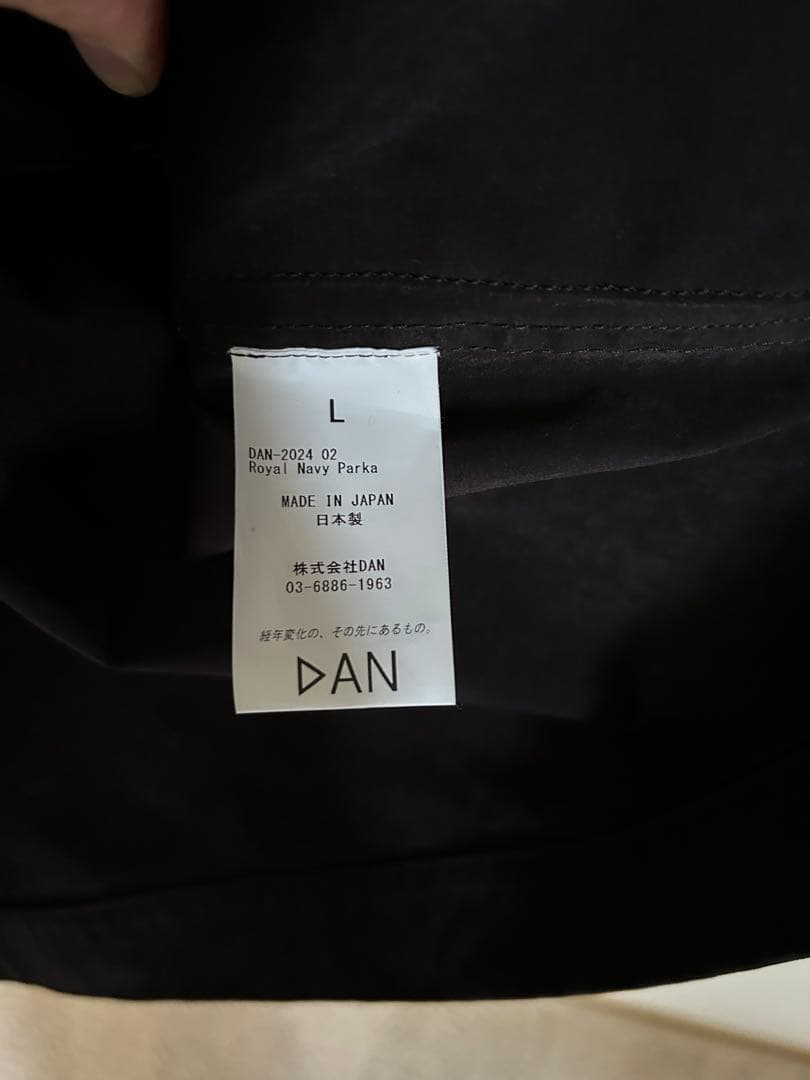 L
DAN-2024 02
Royal Navy Parka
MADE IN JAPAN
日本製
株式会社DAN
03-6886-1963
経年変化の、その先にあるもの。
DAN